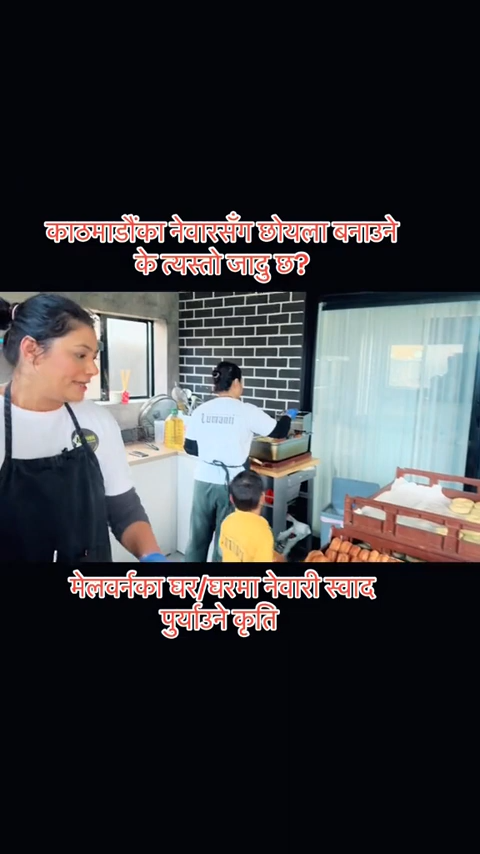 काठमाडौंका नेवारसँग छोयला बनाउने
के त्यस्तो जादु छ?
मेलवर्नका घर/घरमा नेवारी स्वाद
पुर्याउने कृति